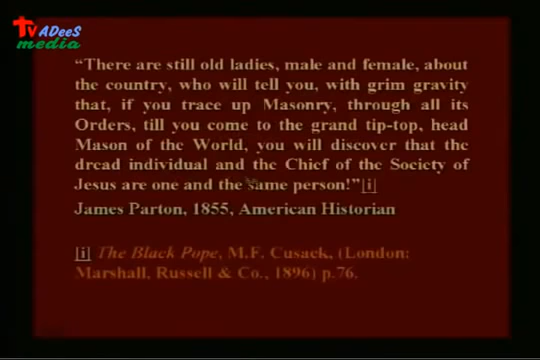 TV ADeeS
media
“There are still old ladies, male and female, about
the country, who will tell you, with grim gravity
that, if you trace up Masonry, through all its
Orders, till you come to the grand tip-top, head
Mason of the World, you will discover that the
dread individual and the Chief of the Society of
Jesus are one and the same person!”[i]
James Parton, 1855, American Historian
[i] The Black Pope, M.F. Cusack, (London:
Marshall, Russell & Co., 1896) p.76.